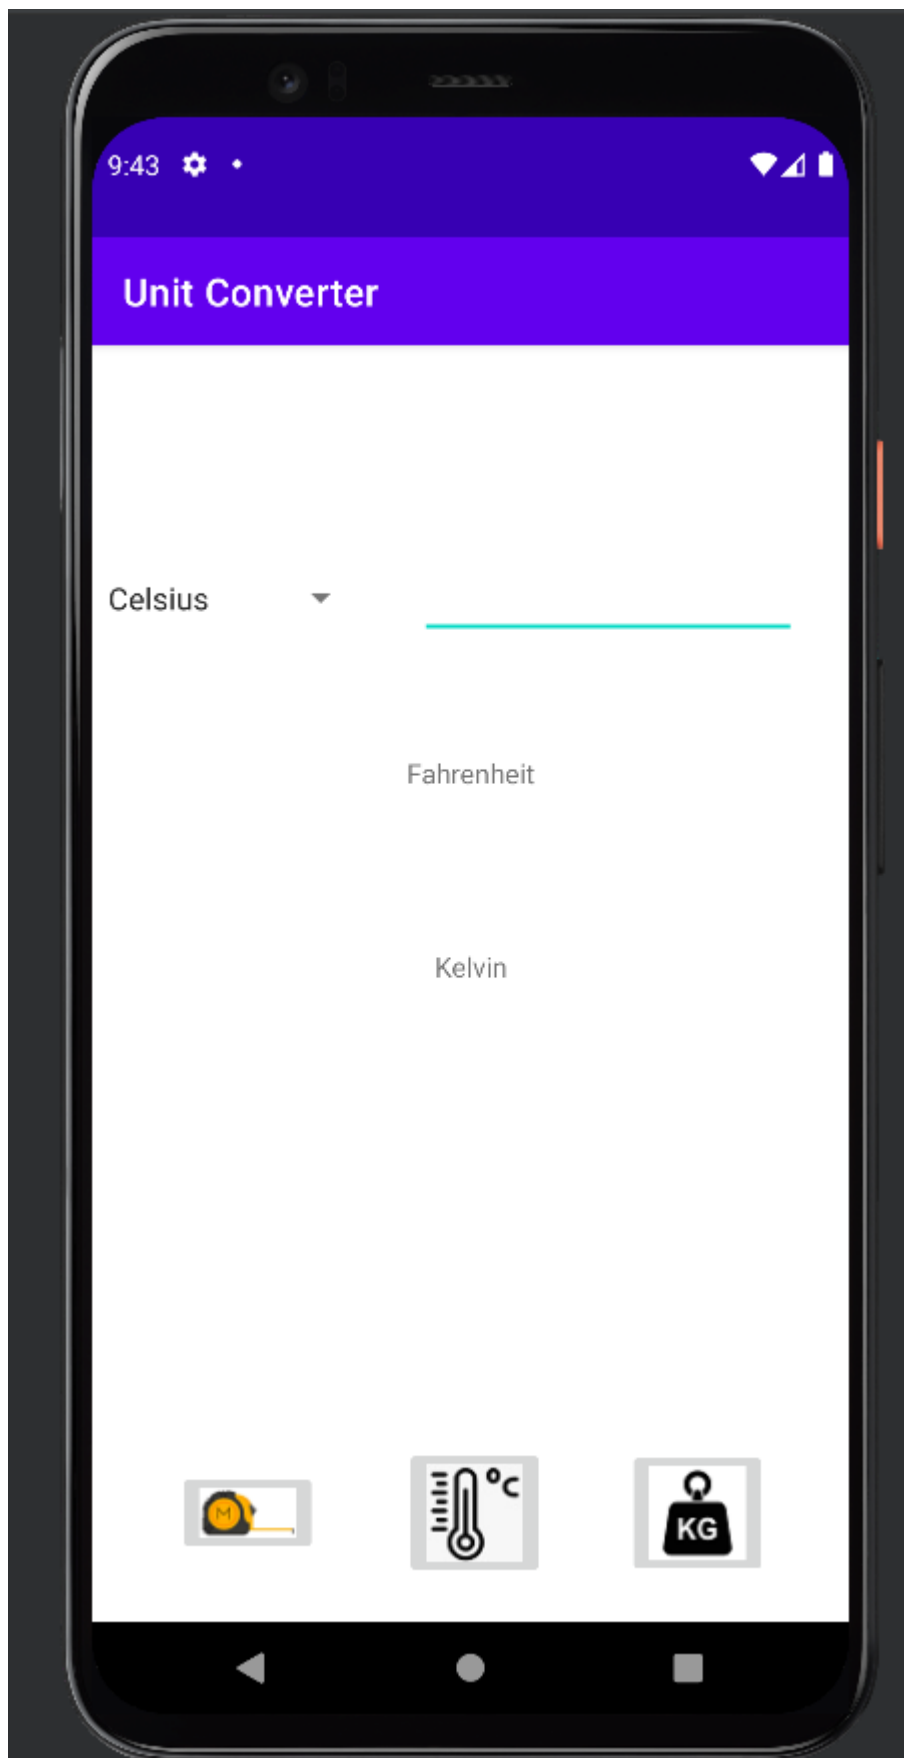 9:43
Unit Converter
Celsius
Fahrenheit
Kelvin
M
°C
KG